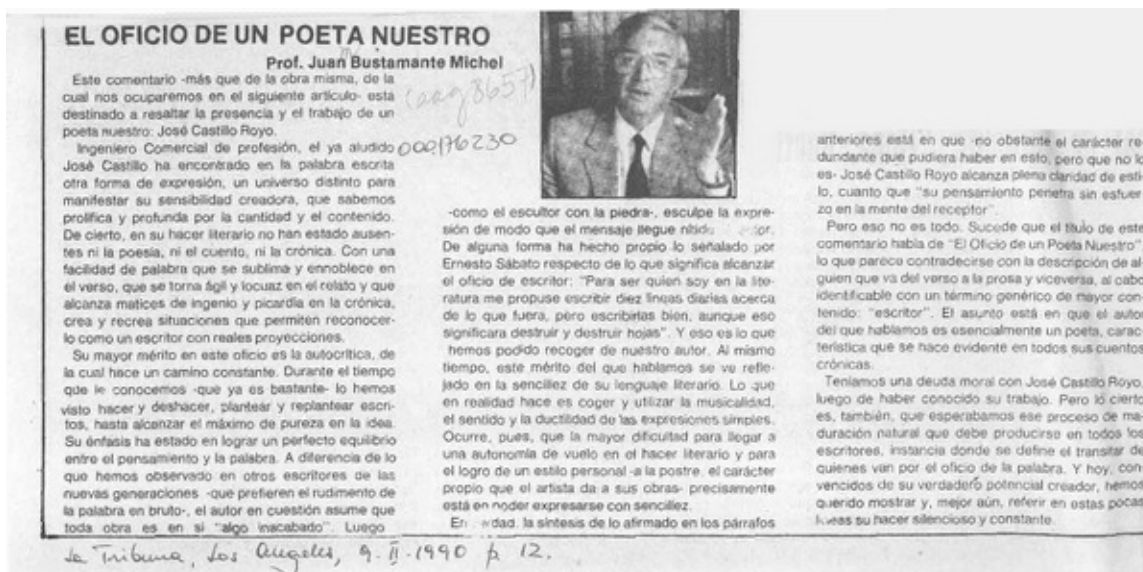 EL OFICIO DE UN POETA NUESTRO
Prof. Juan Bustamante Michel
Este comentario -más que de la obra misma, de la
cual nos ocuparemos en el siguiente artículo- está
destinado a resaltar la presencia y el trabajo de un
poeta nuestro: José Castillo Royo.
Ingeniero Comercial de profesión, el ya aludido
José Castillo ha encontrado en la palabra escrita
otra forma de expresión, un universo distinto para
manifestar su sensibilidad creadora, que sabemos
prolífica y profunda por la cantidad y el contenido.
De cierto, en su hacer literario no han estado ausen-
tes ni la poesía, ni el cuento, ni la crónica. Con una
facilidad de palabra que se sublima y ennoblece en
el verso, que se torna ágil y locuaz en el relato y que
alcanza matices de ingenio y picardía en la crónica,
crea y recrea situaciones que permiten reconocer-
lo como un escritor con reales proyecciones.
Su mayor mérito en este oficio es la autocrítica, de
la cual hace un camino constante. Durante el tiempo
que le conocemos -que ya es bastante- lo hemos
visto hacer y deshacer, plantear y replantear escri-
tos, hasta alcanzar el máximo de pureza en la idea.
Su énfasis ha estado en lograr un perfecto equilibrio
entre el pensamiento y la palabra. A diferencia de lo
que hemos observado en otros escritores de las
nuevas generaciones -que prefieren el rudimento de
la palabra en bruto-, el autor en cuestión asume que
toda obra es en sí "algo inacabado". Luego
000176230
-como el escultor con la piedra-, esculpe la expre-
sión de modo que el mensaje llegue
De alguna forma ha hecho propio lo señalado por
Ernesto Sábato respecto de lo que significa alcanzar
el oficio de escritor: "Para ser quien soy en la lite-
ratura me propuse escribir diez líneas diarias acerca
de lo que fuera, pero escribirlas bien, aunque eso
significara destruir y destruir hojas". Y eso es lo que
hemos podido recoger de nuestro autor. Al mismo
tiempo, este mérito del que hablamos se ve refle-
jado en la sencillez de su lenguaje literario. Lo que
en realidad hace es coger y utilizar la musicalidad,
el sentido y la ductilidad de las expresiones simples.
Ocurre, pues, que la mayor dificultad para llegar a
una autonomía de vuelo en el hacer literario y para
el logro de un estilo personal -a la postre, el carácter
propio que el artista da a sus obras- precisamente
está en poder expresarse con sencillez.
la síntesis de lo afirmado en los párrafos
anteriores está en que -no obstante el carácter re-
dundante que pudiera haber en esto, pero que no lo
es- José Castillo Royo alcanza plena claridad de esti-
lo, cuanto que "su pensamiento penetra sin esfuer-
zo en la mente del receptor".
Pero eso no es todo. Sucede que el título de este
comentario habla de "El Oficio de un Poeta Nuestro"
lo que parece contradecirse con la descripción de al-
guien que va del verso a la prosa y viceversa, al cabo
identificable con un término genérico de mayor con-
tenido: "escritor". El asunto está en que el autor
del que hablamos es esencialmente un poeta, carac-
terística que se hace evidente en todos sus cuentos
crónicas.
Teníamos una deuda moral con José Castillo Royo,
luego de haber conocido su trabajo. Pero lo cierto
es, también, que esperábamos ese proceso de ma-
duración natural que debe producirse en todos los
escritores, instancia donde se define el transitar de
quienes van por el oficio de la palabra. Y hoy, con-
vencidos de su verdadero potencial creador, hemos
querido mostrar y, mejor aún, referir en estas pocas
líneas su hacer silencioso y constante.
La Tribuna, Los Angeles, 9.II.1990 p 12.